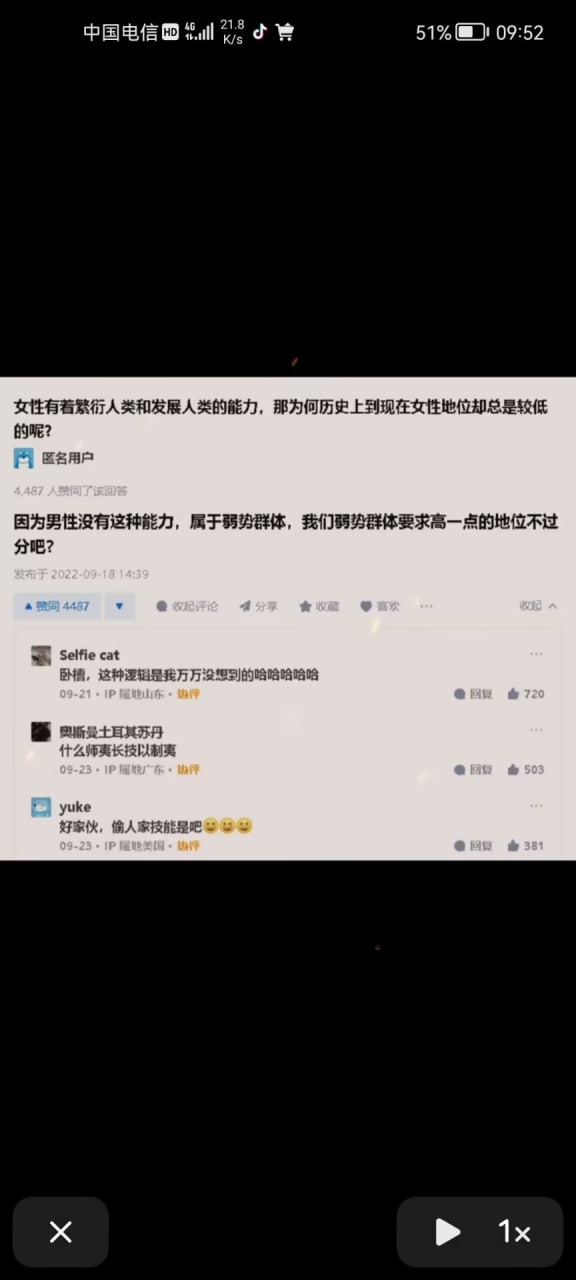 中国电信 HD 4G 21.8 K/s 51% 09:52
女性有着繁衍人类和发展人类的能力，那为何历史上到现在女性地位却总是较低
的呢？
匿名用户
4,487 人赞同了该回答
因为男性没有这种能力，属于弱势群体，我们弱势群体要求高一点的地位不过
分吧？
发布于 2022-09-18 14:39
赞同 4487 收起评论 分享 收藏 喜欢 ··· 收起
Selfie cat ···
卧槽，这种逻辑是我万万没想到的哈哈哈哈哈
09-21 · IP 属地山东 · 热评 回复 720
奥斯曼土耳其苏丹 ···
什么师夷长技以制夷
09-23 · IP 属地广东 · 热评 回复 503
yuke ···
好家伙，偷人家技能是吧😆😆😆
09-23 · IP 属地美国 · 热评 回复 381
1×